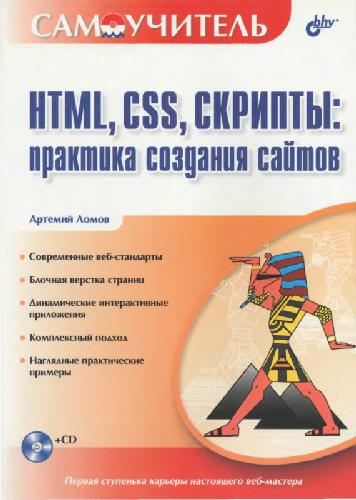 САМОУЧИТЕЛЬ
bhv®
HTML, CSS, СКРИПТЫ:
практика создания сайтов
Артемий Ломов
Современные веб-стандарты
Блочная верстка страниц
Динамические интерактивные
приложения
Комплексный подход
Наглядные практические
примеры
+CD
Первая ступенька карьеры настоящего веб-мастера